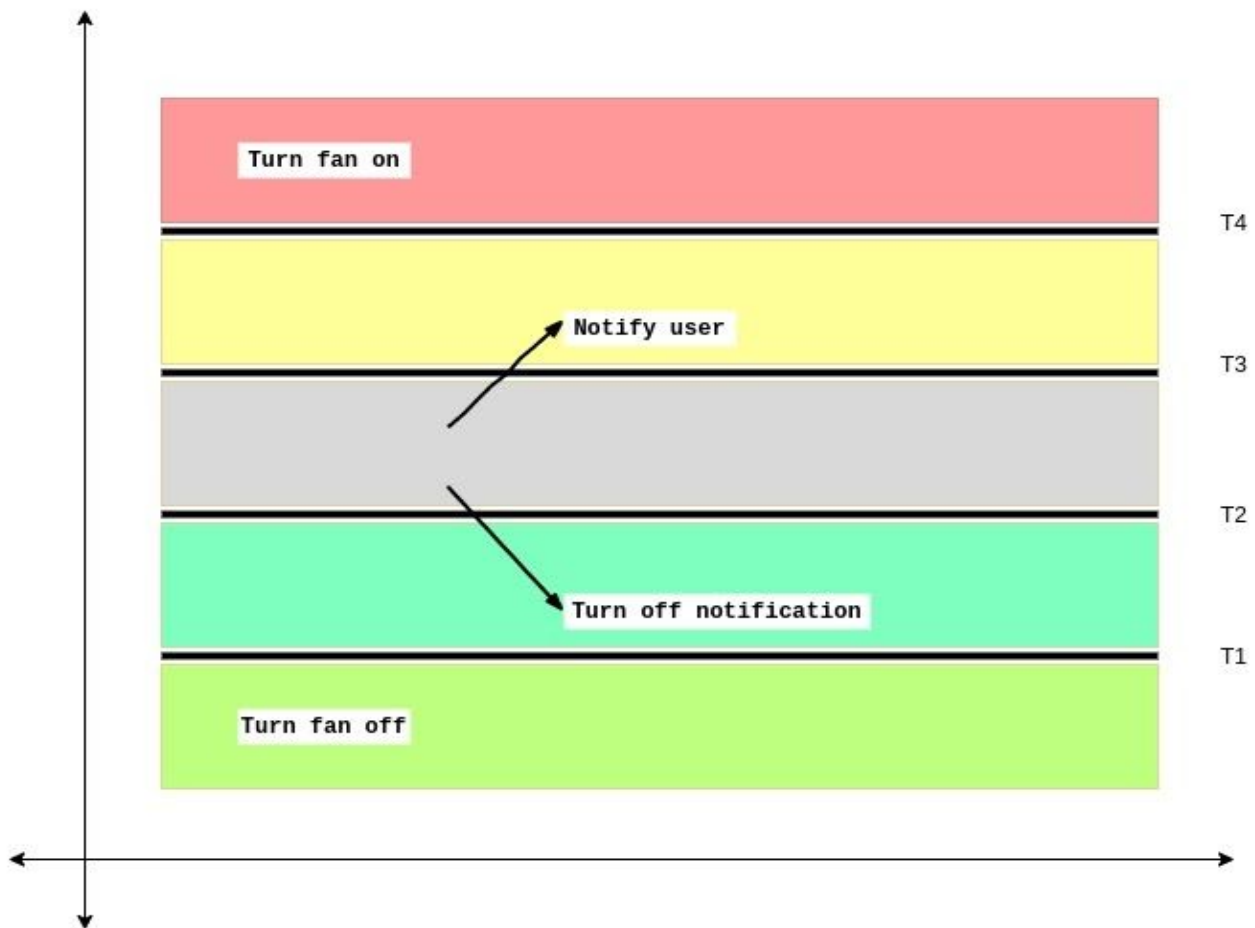 Turn fan on
T4
Notify user
T3
T2
Turn off notification
T1
Turn fan off